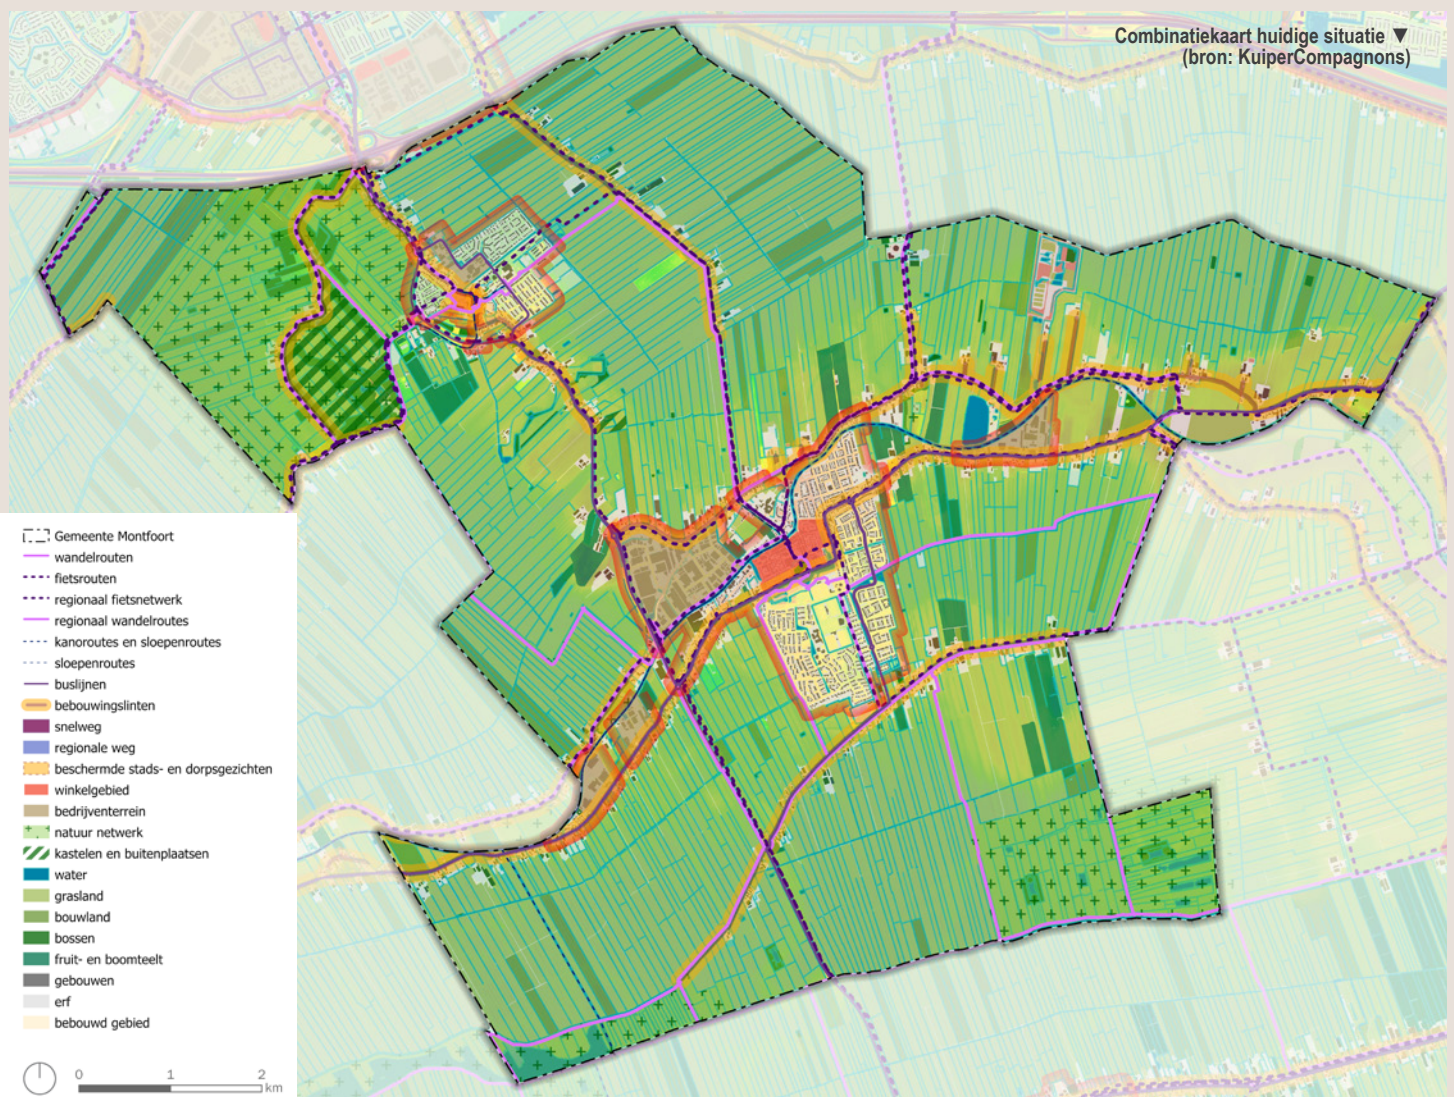 Combinatiekaart huidige situatie ▼
(bron: KuiperCompagnons)
Gemeente Montfoort
wandelrouten
fietsrouten
regionaal fietsnetwerk
regionaal wandelroutes
kanoroutes en sloepenroutes
sloepenroutes
buslijnen
bebouwingslinten
snelweg
regionale weg
beschermde stads- en dorpsgezichten
winkelgebied
bedrijventerrein
natuur netwerk
kastelen en buitenplaatsen
water
grasland
bouwland
bossen
fruit- en boomteelt
gebouwen
erf
bebouwd gebied
0 1 2
km